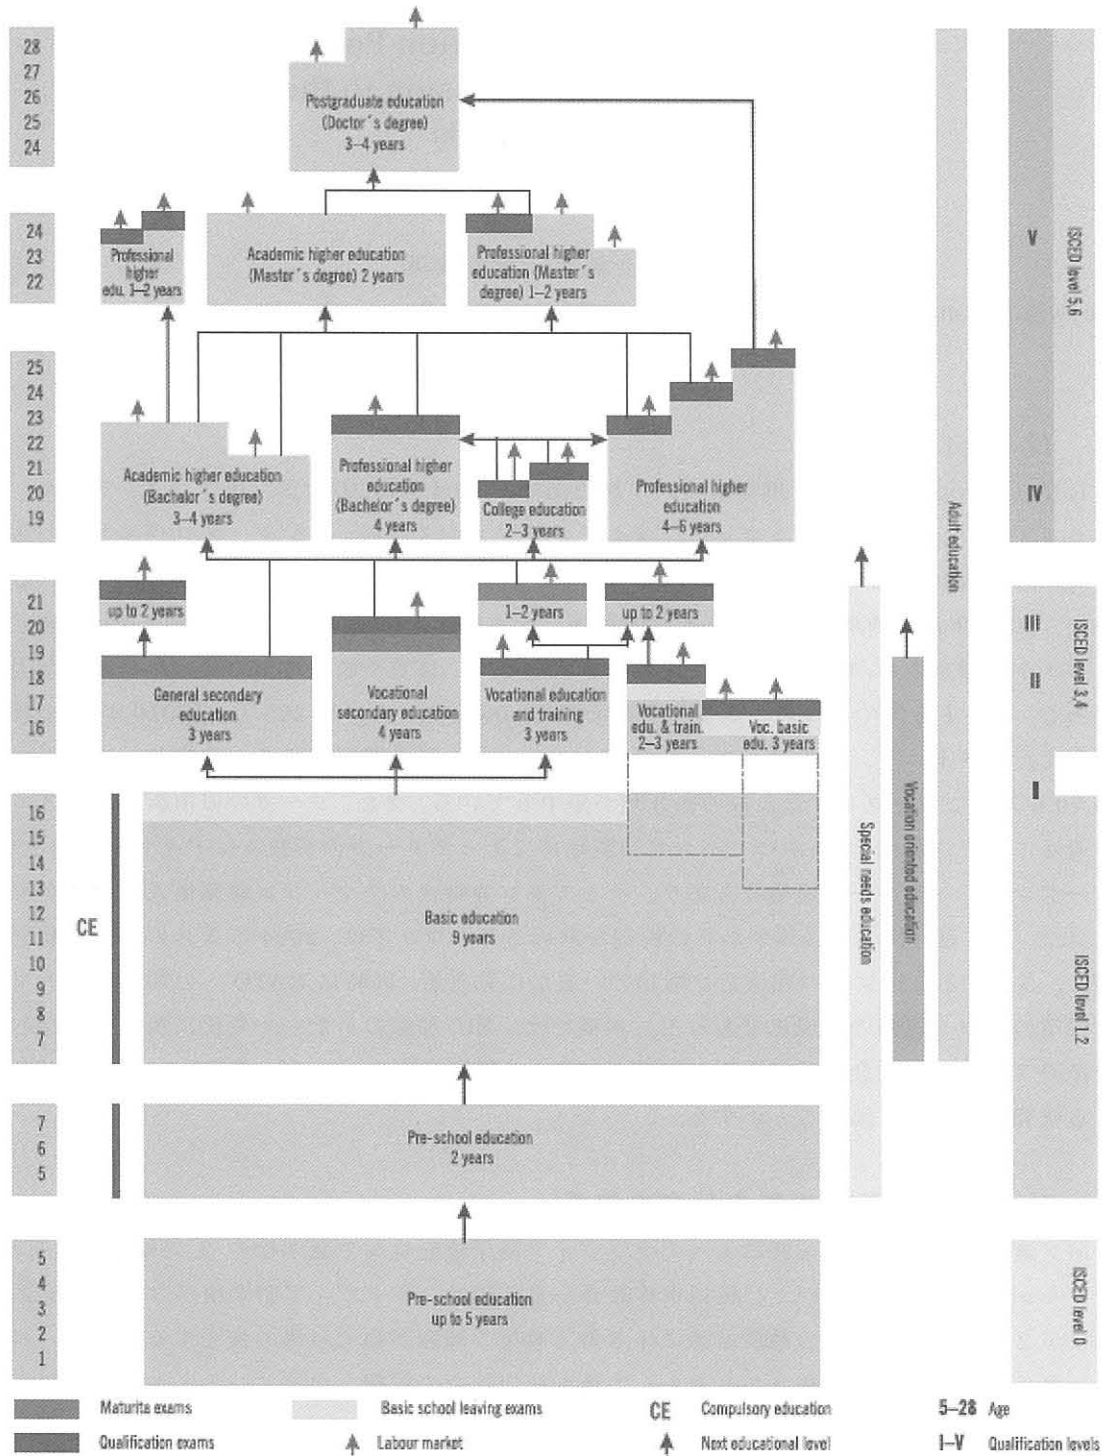 28
27
26
25
24
Postgraduate education
(Doctor´s degree)
3–4 years
24
23
22
Professional
higher
edu. 1–2 years
Academic higher education
(Master´s degree) 2 years
Professional higher
education (Master´s
degree) 1–2 years
V
ISCED level 5,6
25
24
23
22
21
20
19
Academic higher education
(Bachelor´s degree)
3–4 years
Professional higher
education
(Bachelor´s degree)
4 years
College education
2–3 years
Professional higher
education
4–6 years
IV
Adult education
21
20
19
18
17
16
up to 2 years
1–2 years
up to 2 years
General secondary
education
3 years
Vocational
secondary education
4 years
Vocational education
and training
3 years
Vocational
edu. & train.
2–3 years
Voc. basic
edu. 3 years
III
II
ISCED level 3,4
I
16
15
14
13
12
11
10
9
8
7
CE
Basic education
9 years
Special needs education
Vocation oriented education
ISCED level 1.2
7
6
5
Pre-school education
2 years
5
4
3
2
1
Pre-school education
up to 5 years
ISCED level 0
Maturita exams
Basic school leaving exams
CE Compulsory education
5–28 Age
Qualification exams
Labour market
Next educational level
I–V Qualification levels